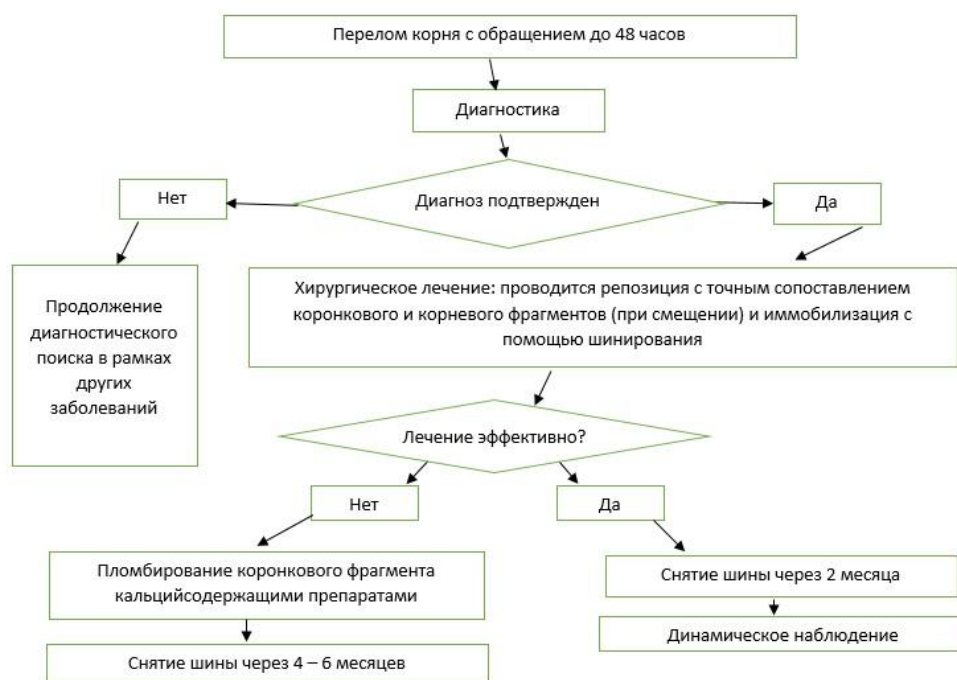 Перелом корня с обращением до 48 часов
Диагностика
Диагноз подтвержден
Нет
Да
Продолжение
диагностического
поиска в рамках
других
заболеваний
Хирургическое лечение: проводится репозиция с точным сопоставлением
коронкового и корневого фрагментов (при смещении) и иммобилизация с
помощью шинирования
Лечение эффективно?
Нет
Да
Пломбирование коронкового фрагмента
кальцийсодержащими препаратами
Снятие шины через 4 – 6 месяцев
Снятие шины через 2 месяца
Динамическое наблюдение